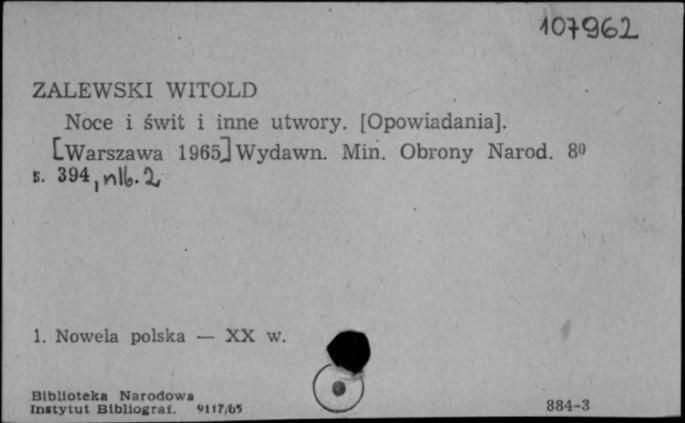 107962
ZALEWSKI WITOLD
Noce i świt i inne utwory. [Opowiadania].
[Warszawa 1965] Wydawn. Min. Obrony Narod. 8⁰
s. 394, nlb. 2
1. Nowela polska — XX w.
Biblioteka Narodowa
Instytut Bibliograf. 9117/65
884-3